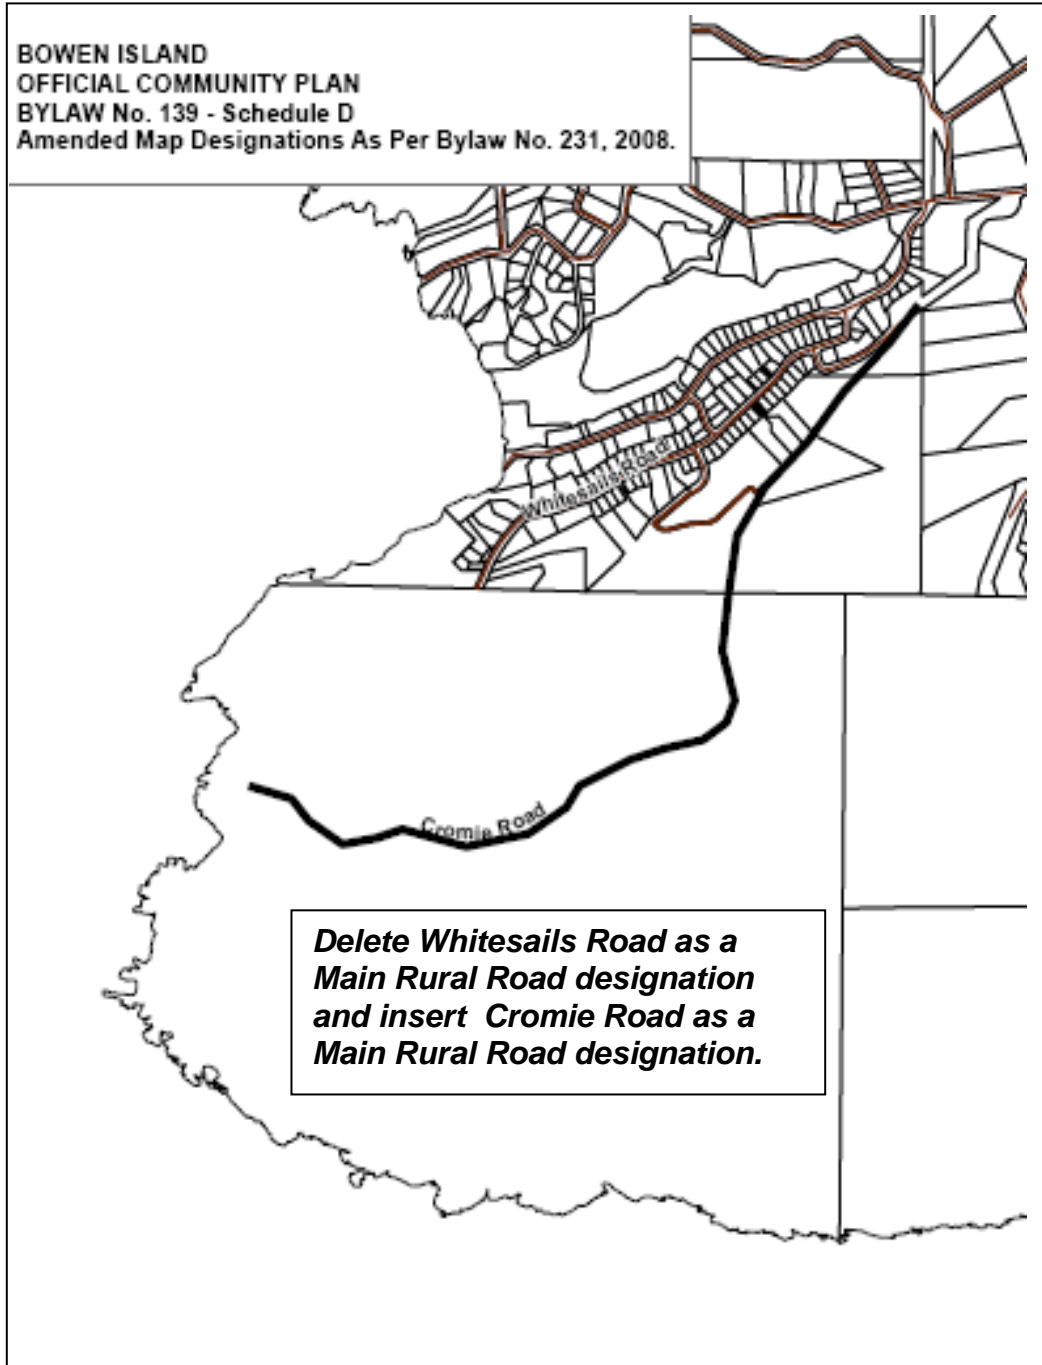 BOWEN ISLAND
OFFICIAL COMMUNITY PLAN
BYLAW No. 139 - Schedule D
Amended Map Designations As Per Bylaw No. 231, 2008.
Whitesails Road
Cromie Road
Delete Whitesails Road as a
Main Rural Road designation
and insert Cromie Road as a
Main Rural Road designation.